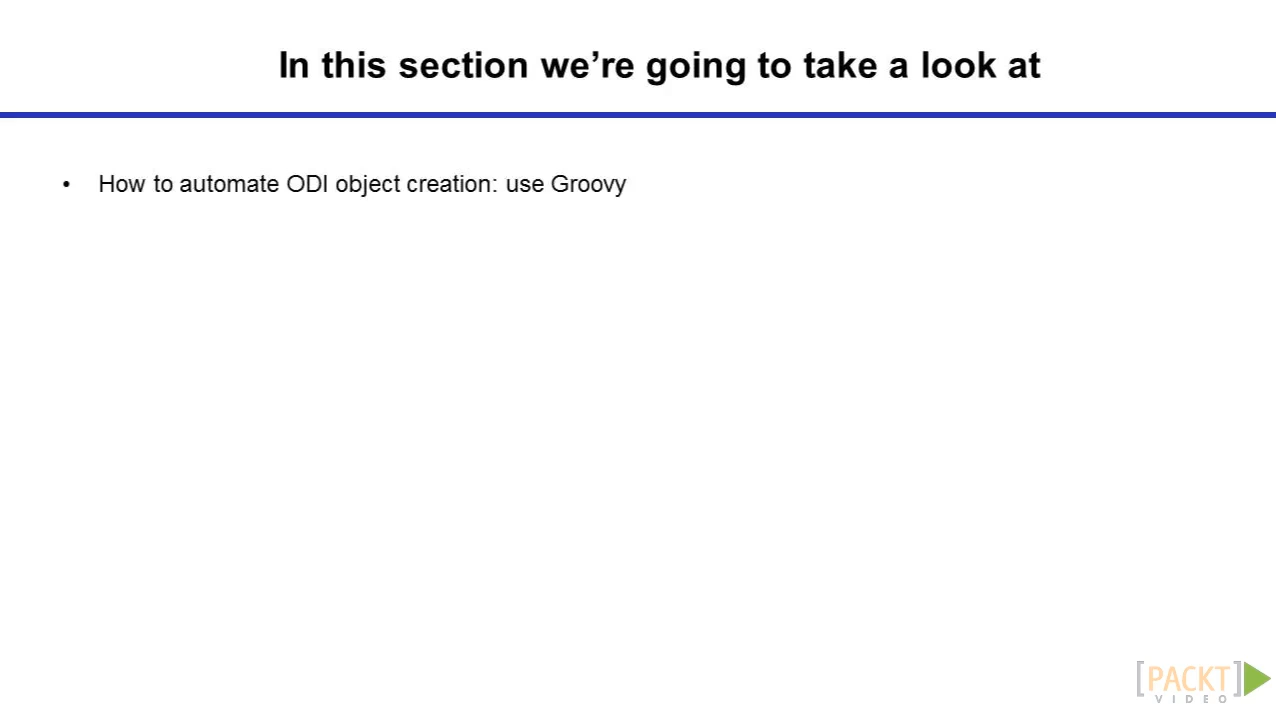 In this section we're going to take a look at
• How to automate ODI object creation: use Groovy
[PACKT]
VIDEO